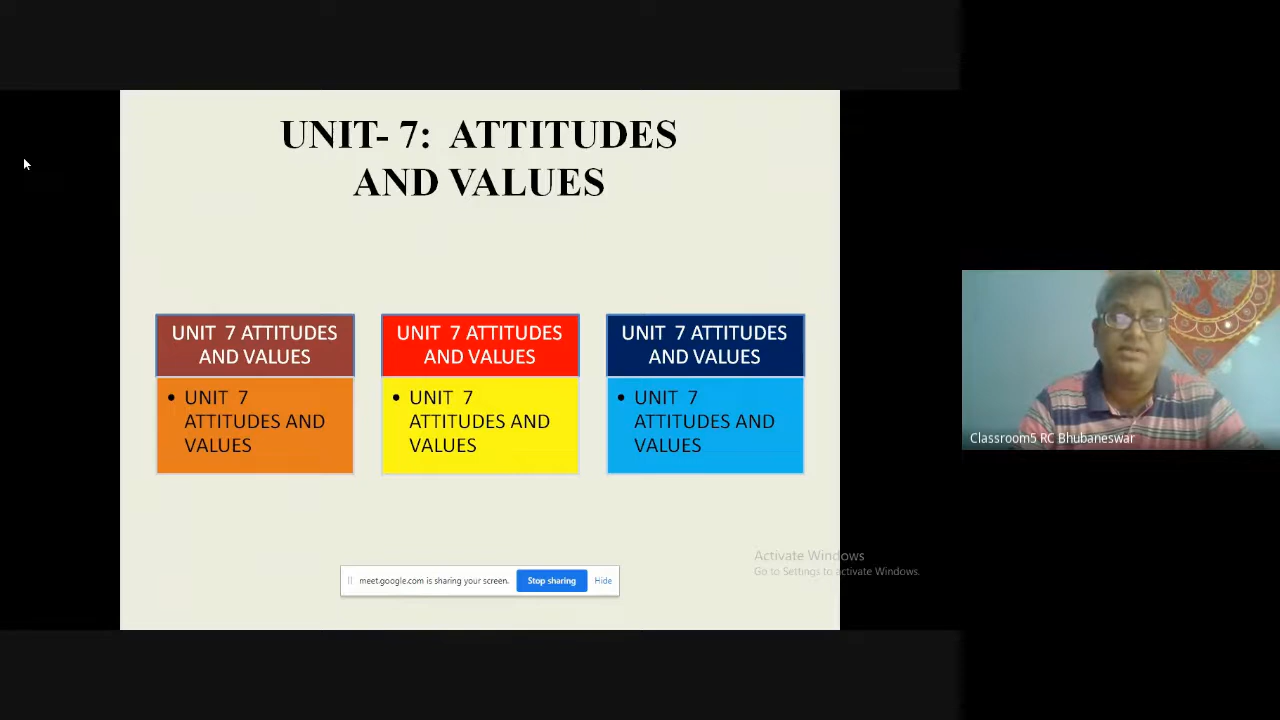 UNIT- 7: ATTITUDES
AND VALUES
UNIT 7 ATTITUDES
AND VALUES
• UNIT 7
ATTITUDES AND
VALUES
UNIT 7 ATTITUDES
AND VALUES
• UNIT 7
ATTITUDES AND
VALUES
UNIT 7 ATTITUDES
AND VALUES
• UNIT 7
ATTITUDES AND
VALUES
Classroom5 RC Bhubaneswar
Activate Windows
Go to Settings to activate Windows.
meet.google.com is sharing your screen.
Stop sharing
Hide